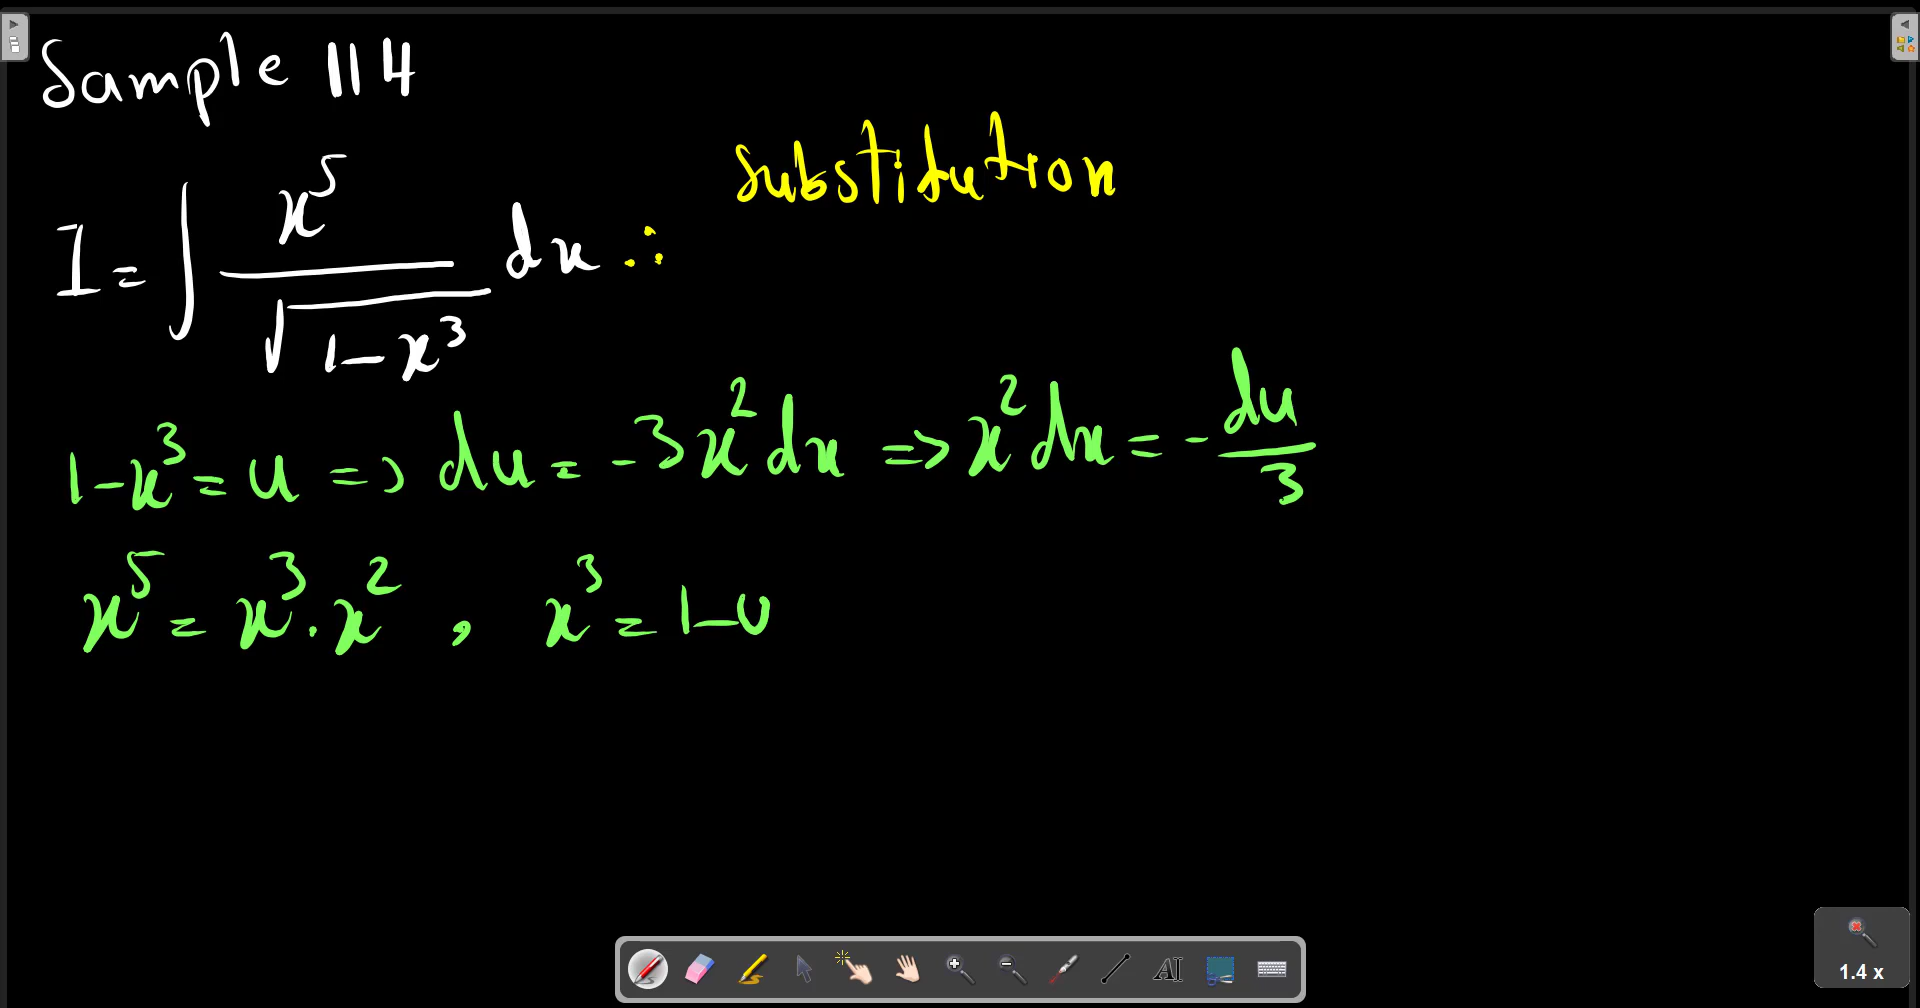 Sample 114
Substitution
I = ∫ x^5 / √(1-x^3) dx ∴
1-x^3 = u => du = -3x^2 dx => x^2 dx = -du/3
x^5 = x^3 . x^2 , x^3 = 1-u
AI
1.4 x